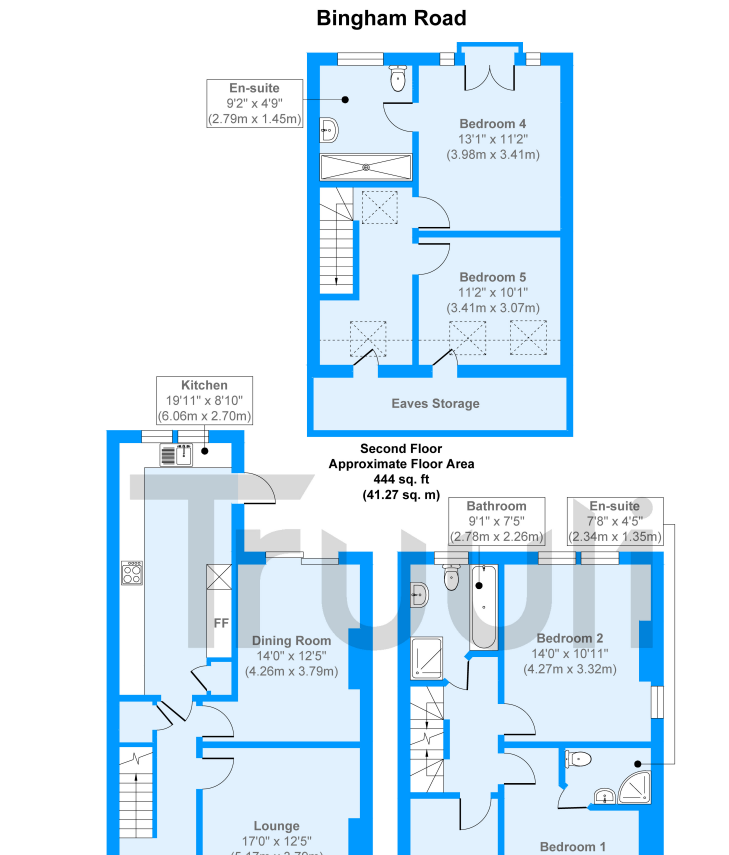 Bingham Road
En-suite
9'2" x 4'9"
(2.79m x 1.45m)
Bedroom 4
13'1" x 11'2"
(3.98m x 3.41m)
Bedroom 5
11'2" x 10'1"
(3.41m x 3.07m)
Eaves Storage
Second Floor
Approximate Floor Area
444 sq. ft
(41.27 sq. m)
Kitchen
19'11" x 8'10"
(6.06m x 2.70m)
FF
Dining Room
14'0" x 12'5"
(4.26m x 3.79m)
Lounge
17'0" x 12'5"
(5.17m x 3.79m)
Bathroom
9'1" x 7'5"
(2.78m x 2.26m)
En-suite
7'8" x 4'5"
(2.34m x 1.35m)
Bedroom 2
14'0" x 10'11"
(4.27m x 3.32m)
Bedroom 1
Truuli